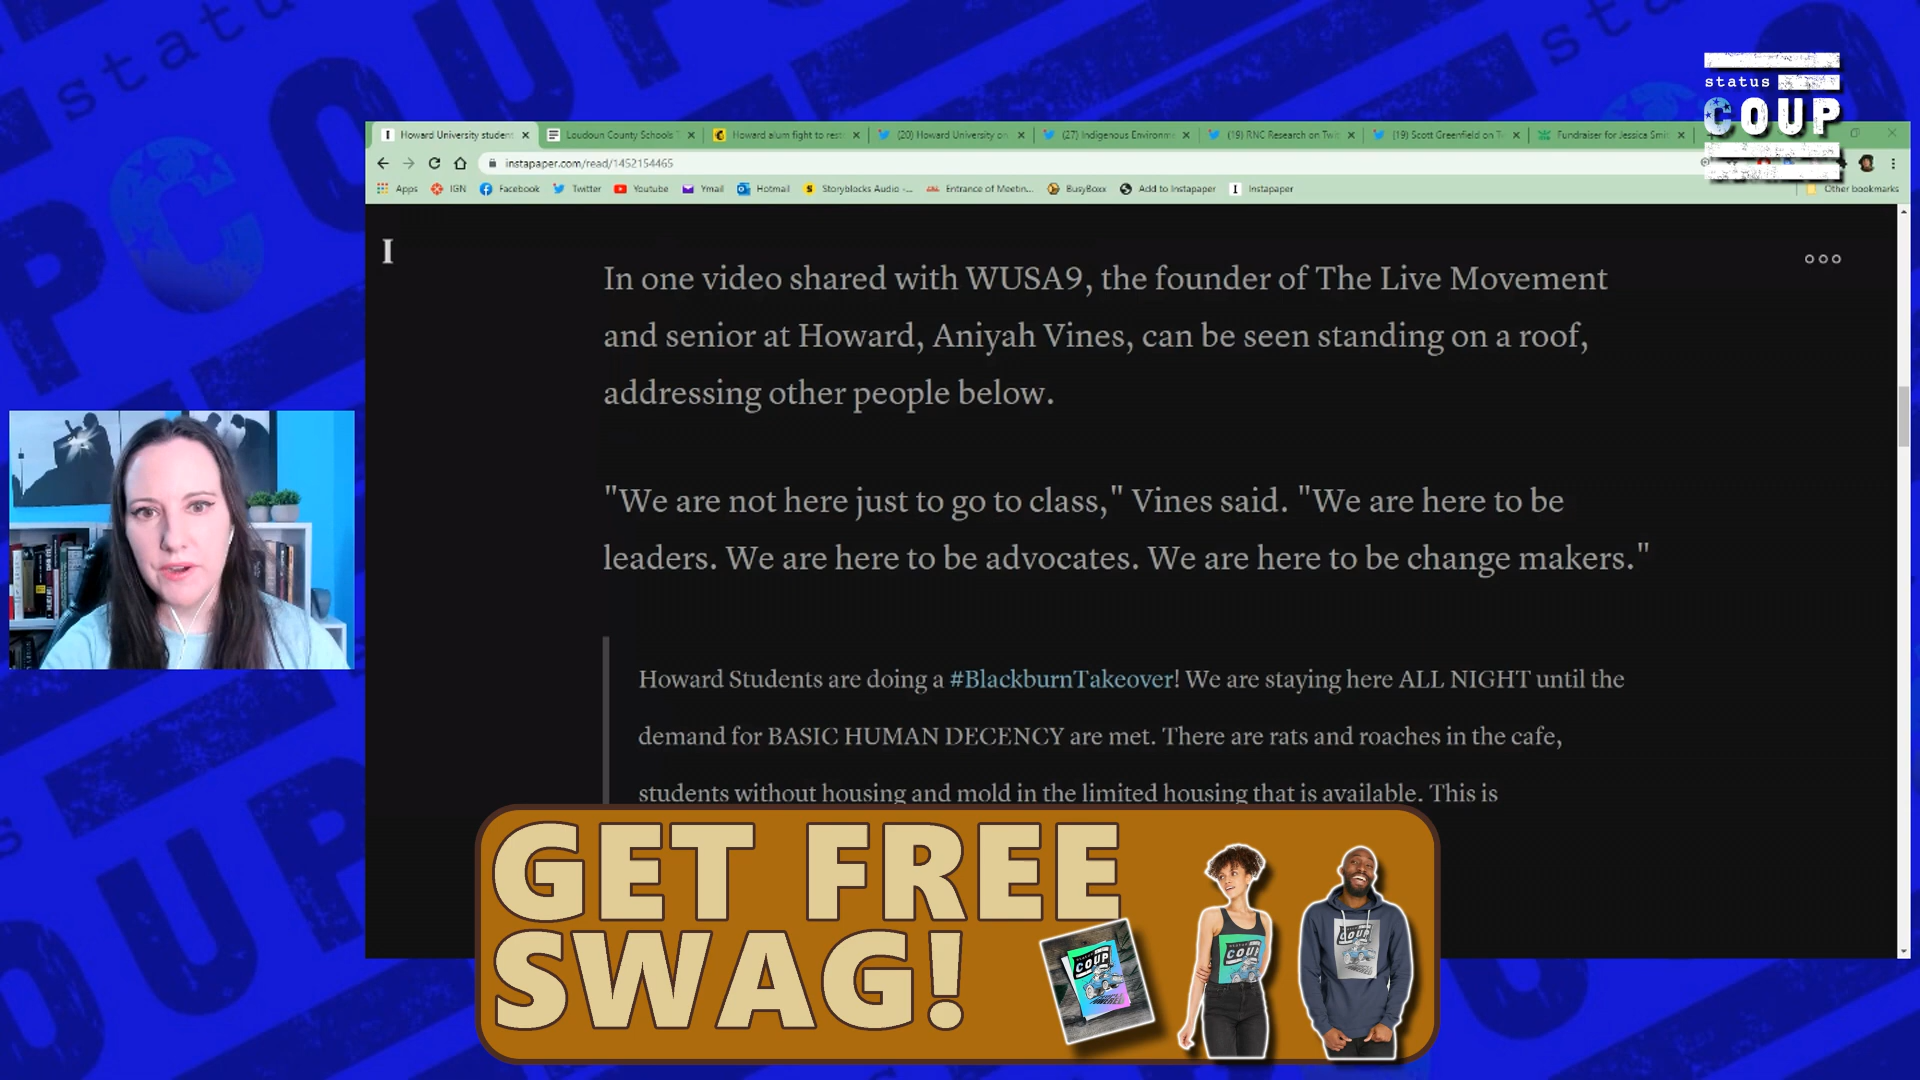 status
COUP
Howard University student
Loudoun County Schools
Howard alum fight to rest
(20) Howard University on
(27) Indigenous Environme
(19) RNC Research on Twi
(19) Scott Greenfield on T
Fundraiser for Jessica Smi
instapaper.com/read/1452154465
Apps
IGN
Facebook
Twitter
Youtube
Ymail
Hotmail
Storyblocks Audio -...
Entrance of Meetin...
BusyBoxx
Add to Instapaper
Instapaper
Other bookmarks
I
In one video shared with WUSA9, the founder of The Live Movement
and senior at Howard, Aniyah Vines, can be seen standing on a roof,
addressing other people below.
"We are not here just to go to class," Vines said. "We are here to be
leaders. We are here to be advocates. We are here to be change makers."
Howard Students are doing a #BlackburnTakeover! We are staying here ALL NIGHT until the
demand for BASIC HUMAN DECENCY are met. There are rats and roaches in the cafe,
students without housing and mold in the limited housing that is available. This is
GET FREE
SWAG!
COUP
COUP
COUP